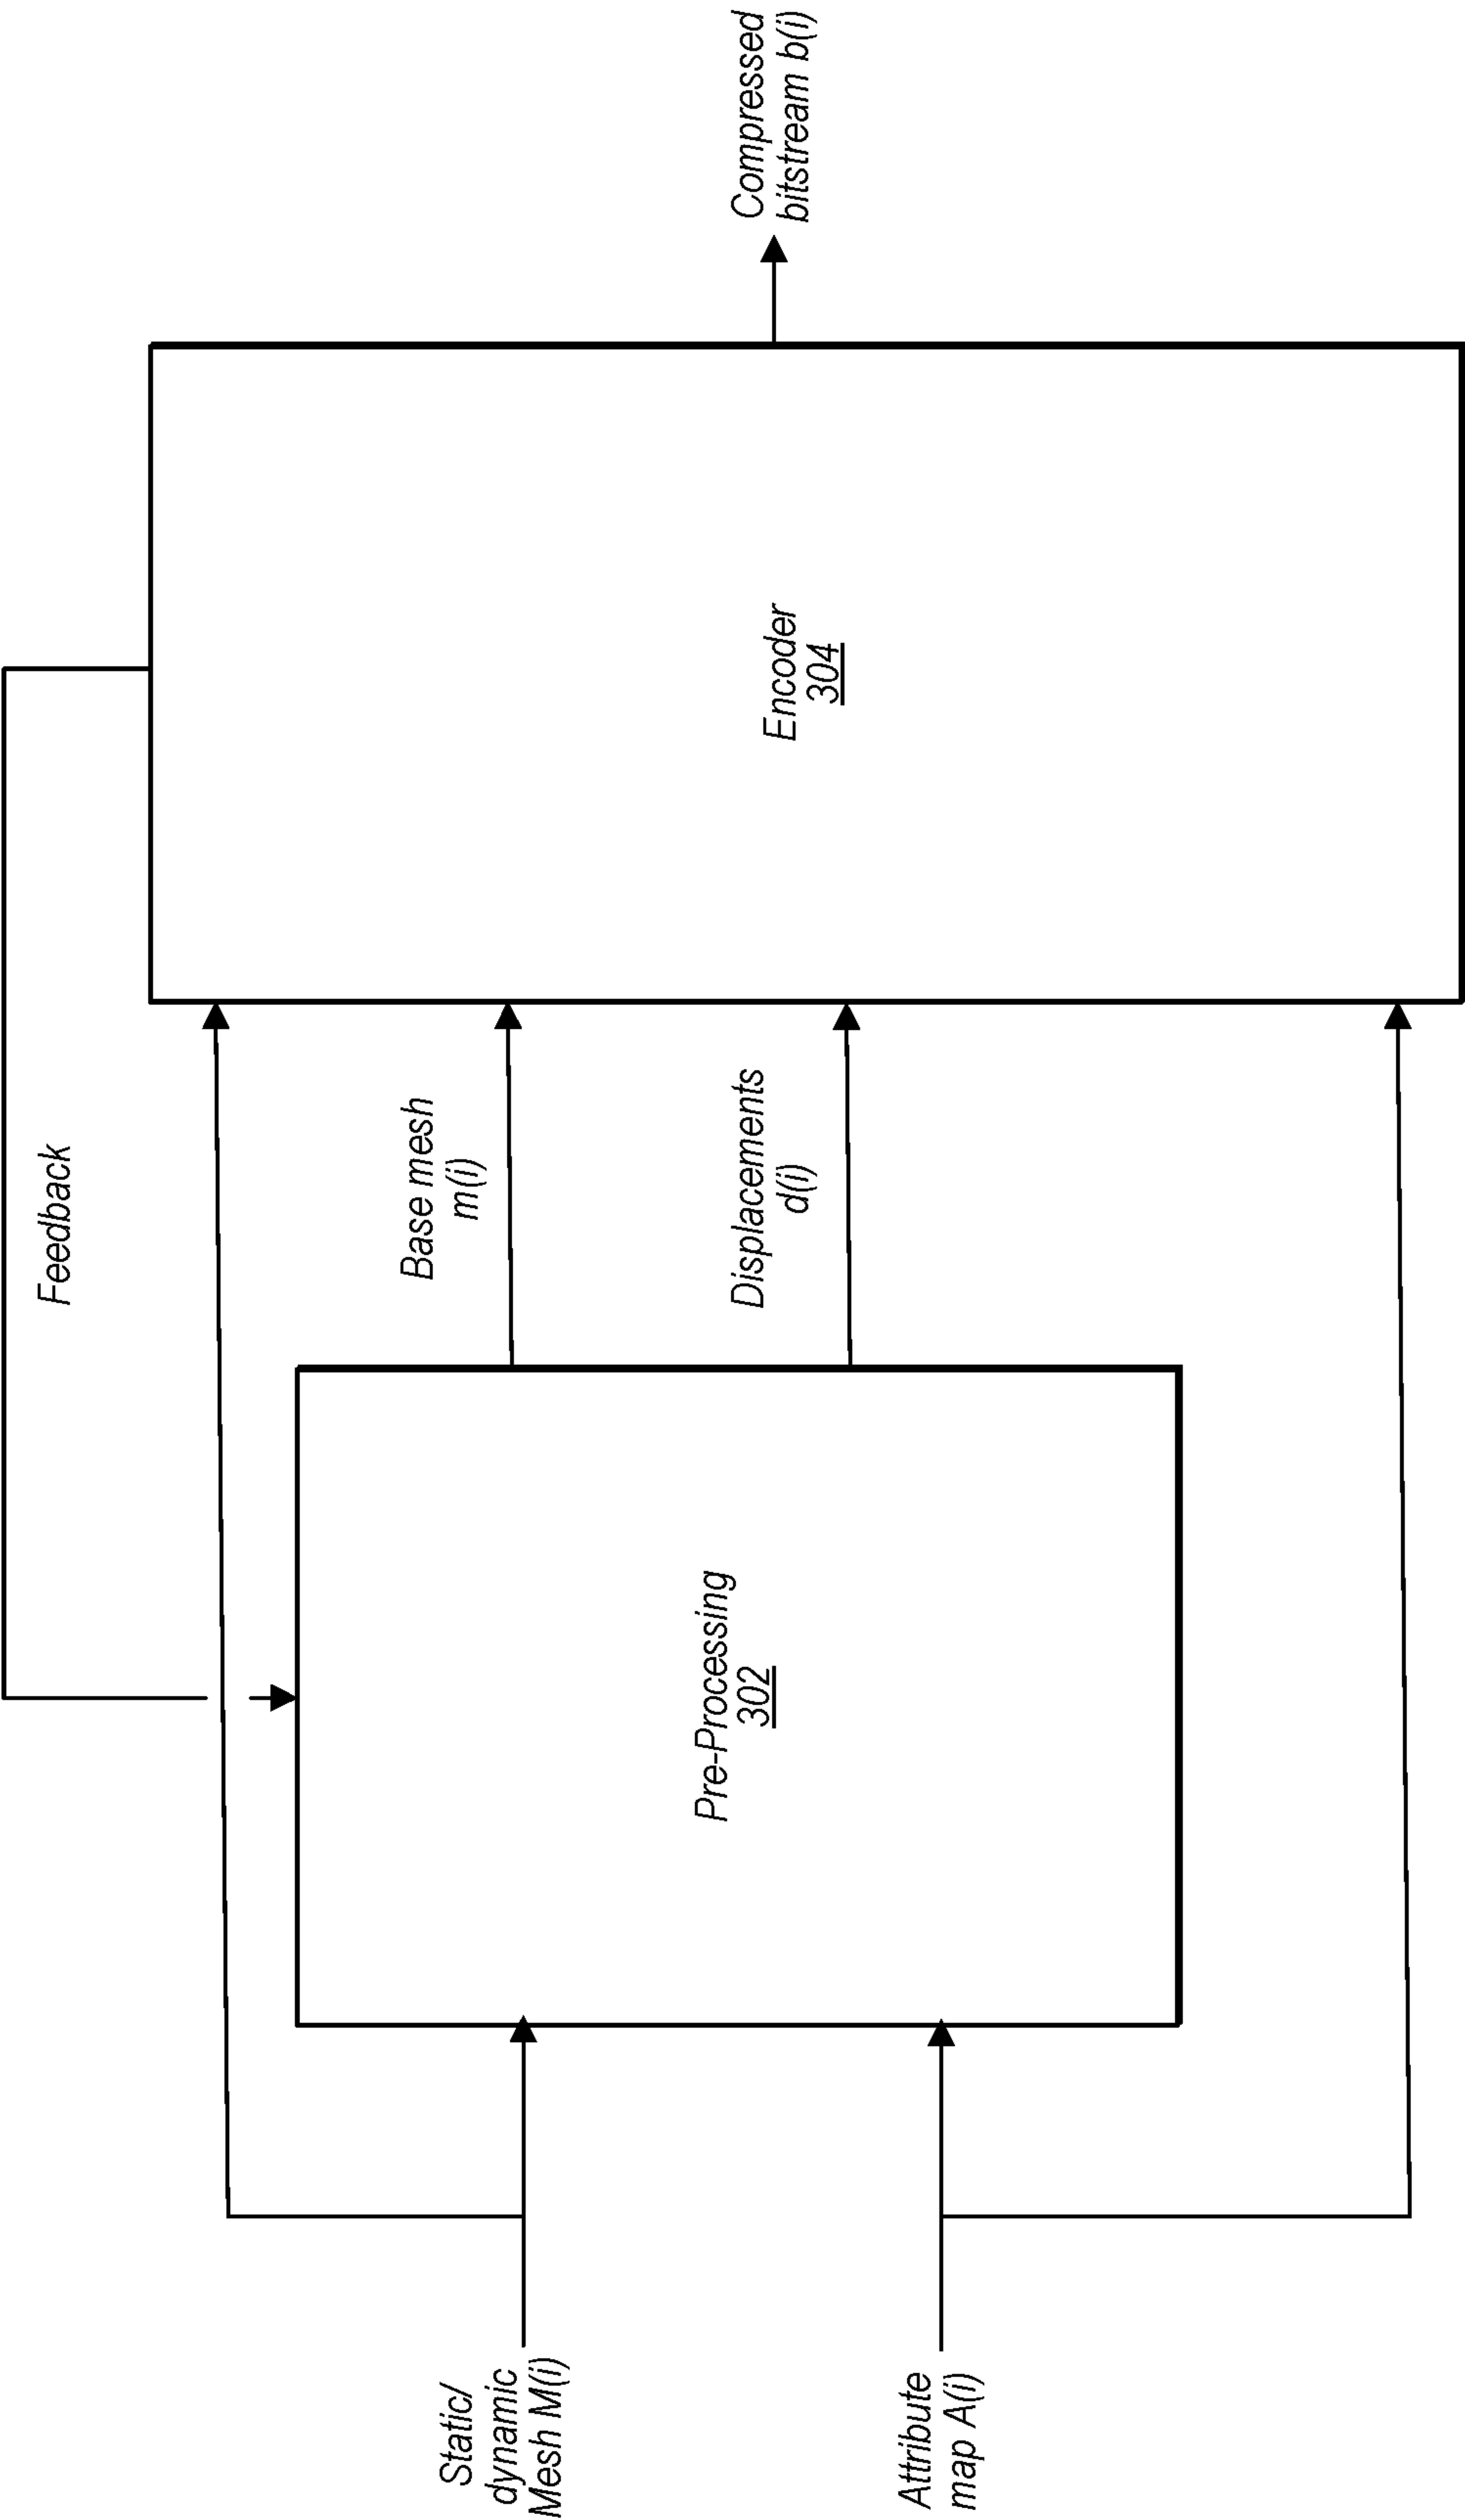 Feedback
Static/
dynamic
Mesh M(i)
Attribute
map A(i)
Pre-Processing
302
Base mesh
m(i)
Displacements
d(i)
Encoder
304
Compressed
bitstream b(i)